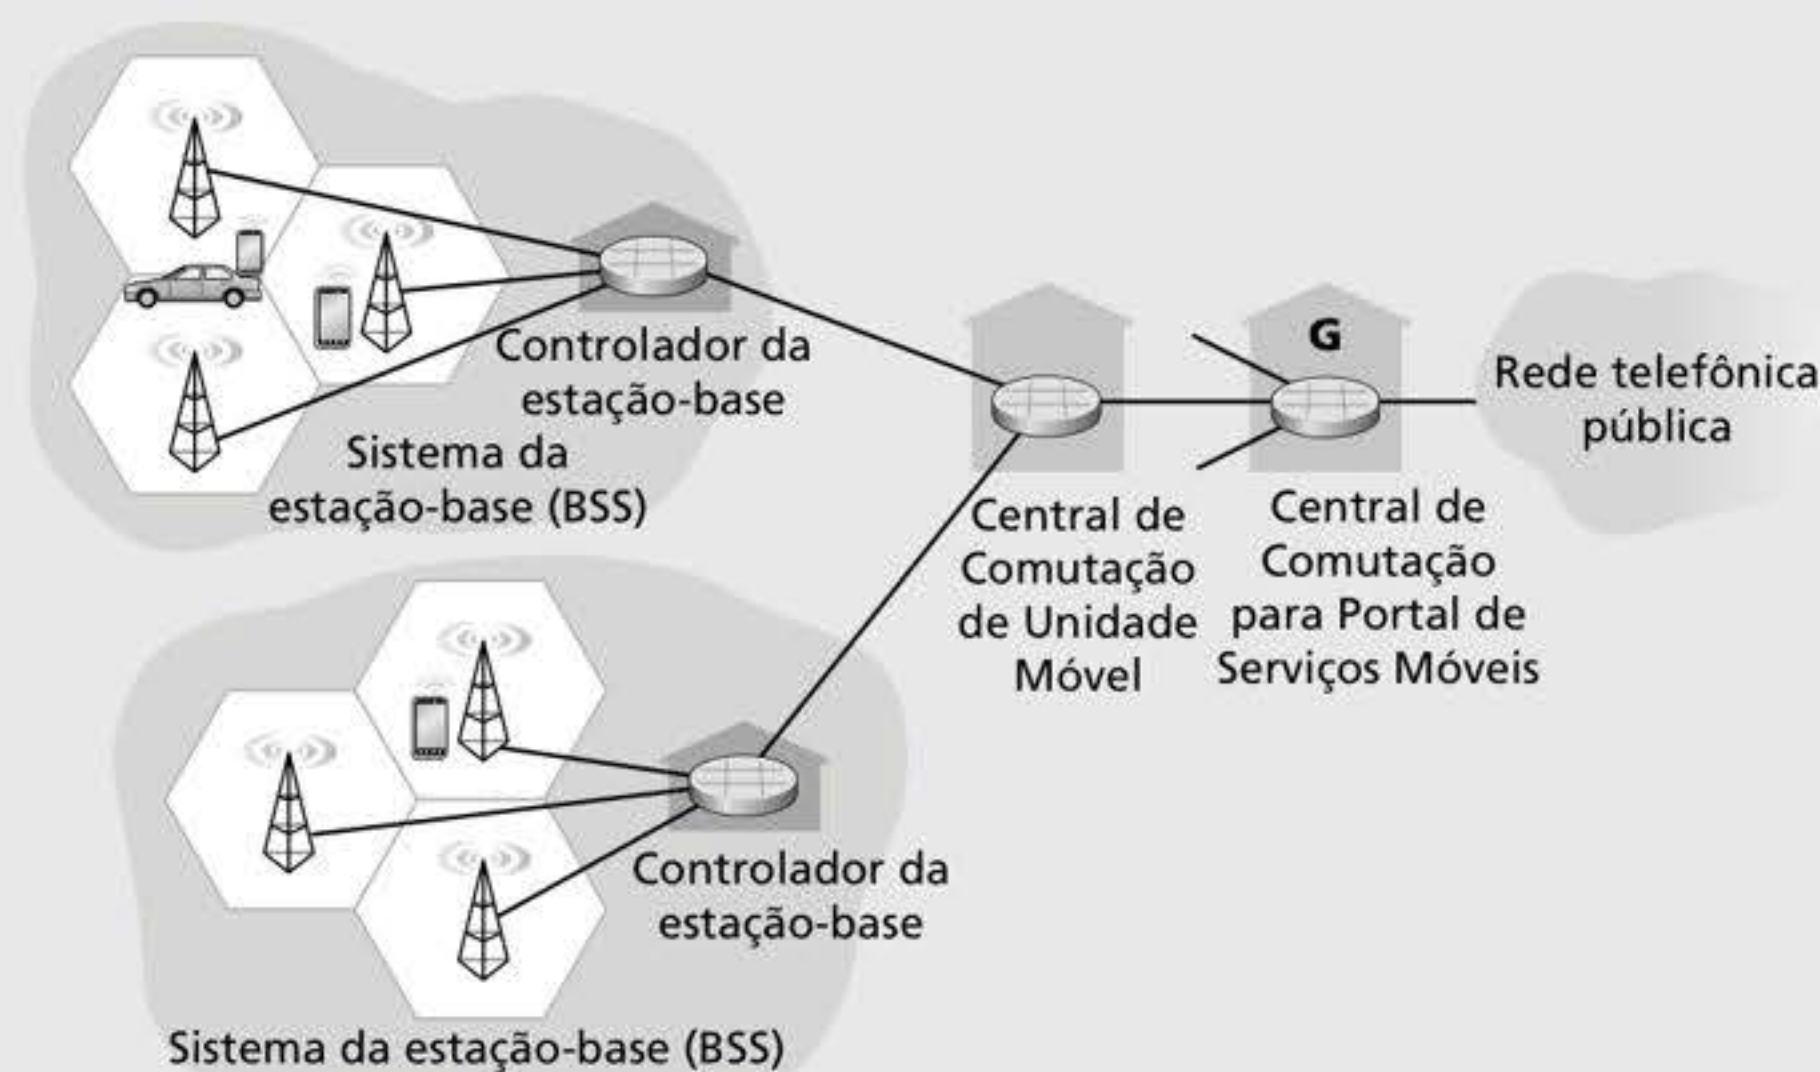 Controlador da
estação-base
Sistema da
estação-base (BSS)
G
Rede telefônica
pública
Central de
Comutação
de Unidade
Móvel
Central de
Comutação
para Portal de
Serviços Móveis
Controlador da
estação-base
Sistema da estação-base (BSS)